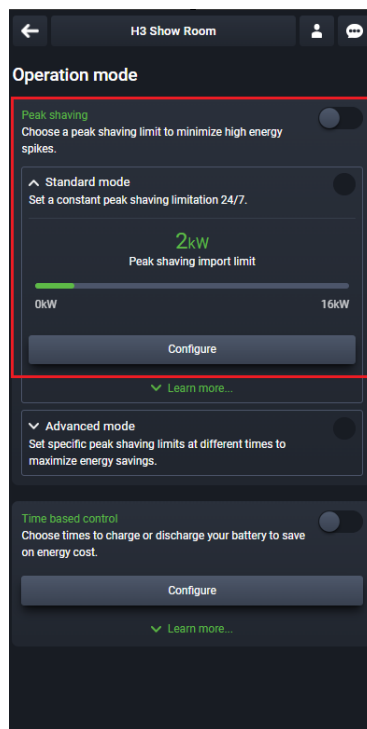 H3 Show Room
Operation mode
Peak shaving
Choose a peak shaving limit to minimize high energy
spikes.
Standard mode
Set a constant peak shaving limitation 24/7.
2kW
Peak shaving import limit
0kW
16kW
Configure
Learn more...
Advanced mode
Set specific peak shaving limits at different times to
maximize energy savings.
Time based control
Choose times to charge or discharge your battery to save
on energy cost.
Configure
Learn more...